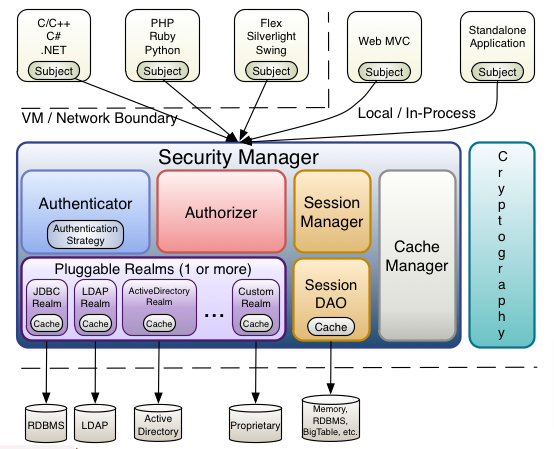 C/C++
C#
.NET
Subject
PHP
Ruby
Python
Subject
Flex
Silverlight
Swing
Subject
Web MVC
Subject
Standalone
Application
Subject
VM / Network Boundary
Local / In-Process
Security Manager
Authenticator
Authentication
Strategy
Authorizer
Session
Manager
Cache
Manager
Cryptography
Pluggable Realms (1 or more)
JDBC
Realm
Cache
LDAP
Realm
Cache
ActiveDirectory
Realm
Cache
...
Custom
Realm
Cache
Session
DAO
Cache
RDBMS
LDAP
Active
Directory
Proprietary
Memory,
RDBMS,
BigTable, etc.